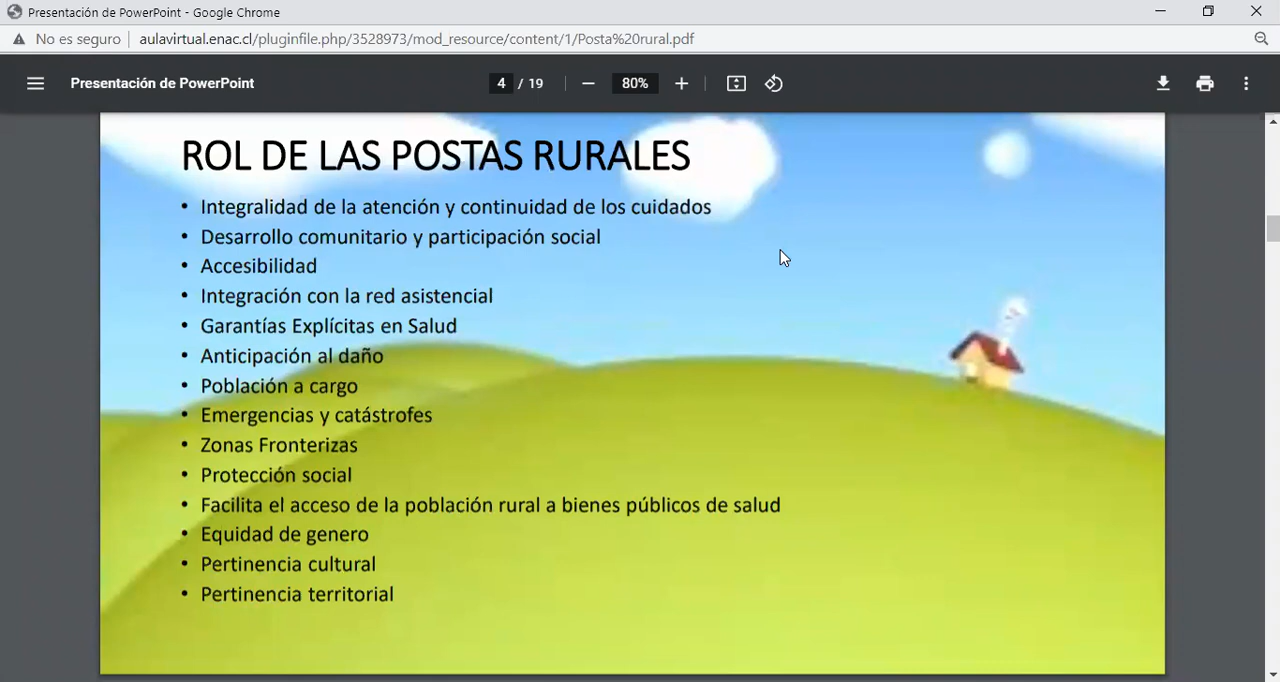 Presentación de PowerPoint - Google Chrome
No es seguro | aulavirtual.enac.cl/pluginfile.php/3528973/mod_resource/content/1/Posta%20rural.pdf
Presentación de PowerPoint 4 / 19 80%
ROL DE LAS POSTAS RURALES
• Integralidad de la atención y continuidad de los cuidados
• Desarrollo comunitario y participación social
• Accesibilidad
• Integración con la red asistencial
• Garantías Explícitas en Salud
• Anticipación al daño
• Población a cargo
• Emergencias y catástrofes
• Zonas Fronterizas
• Protección social
• Facilita el acceso de la población rural a bienes públicos de salud
• Equidad de genero
• Pertinencia cultural
• Pertinencia territorial